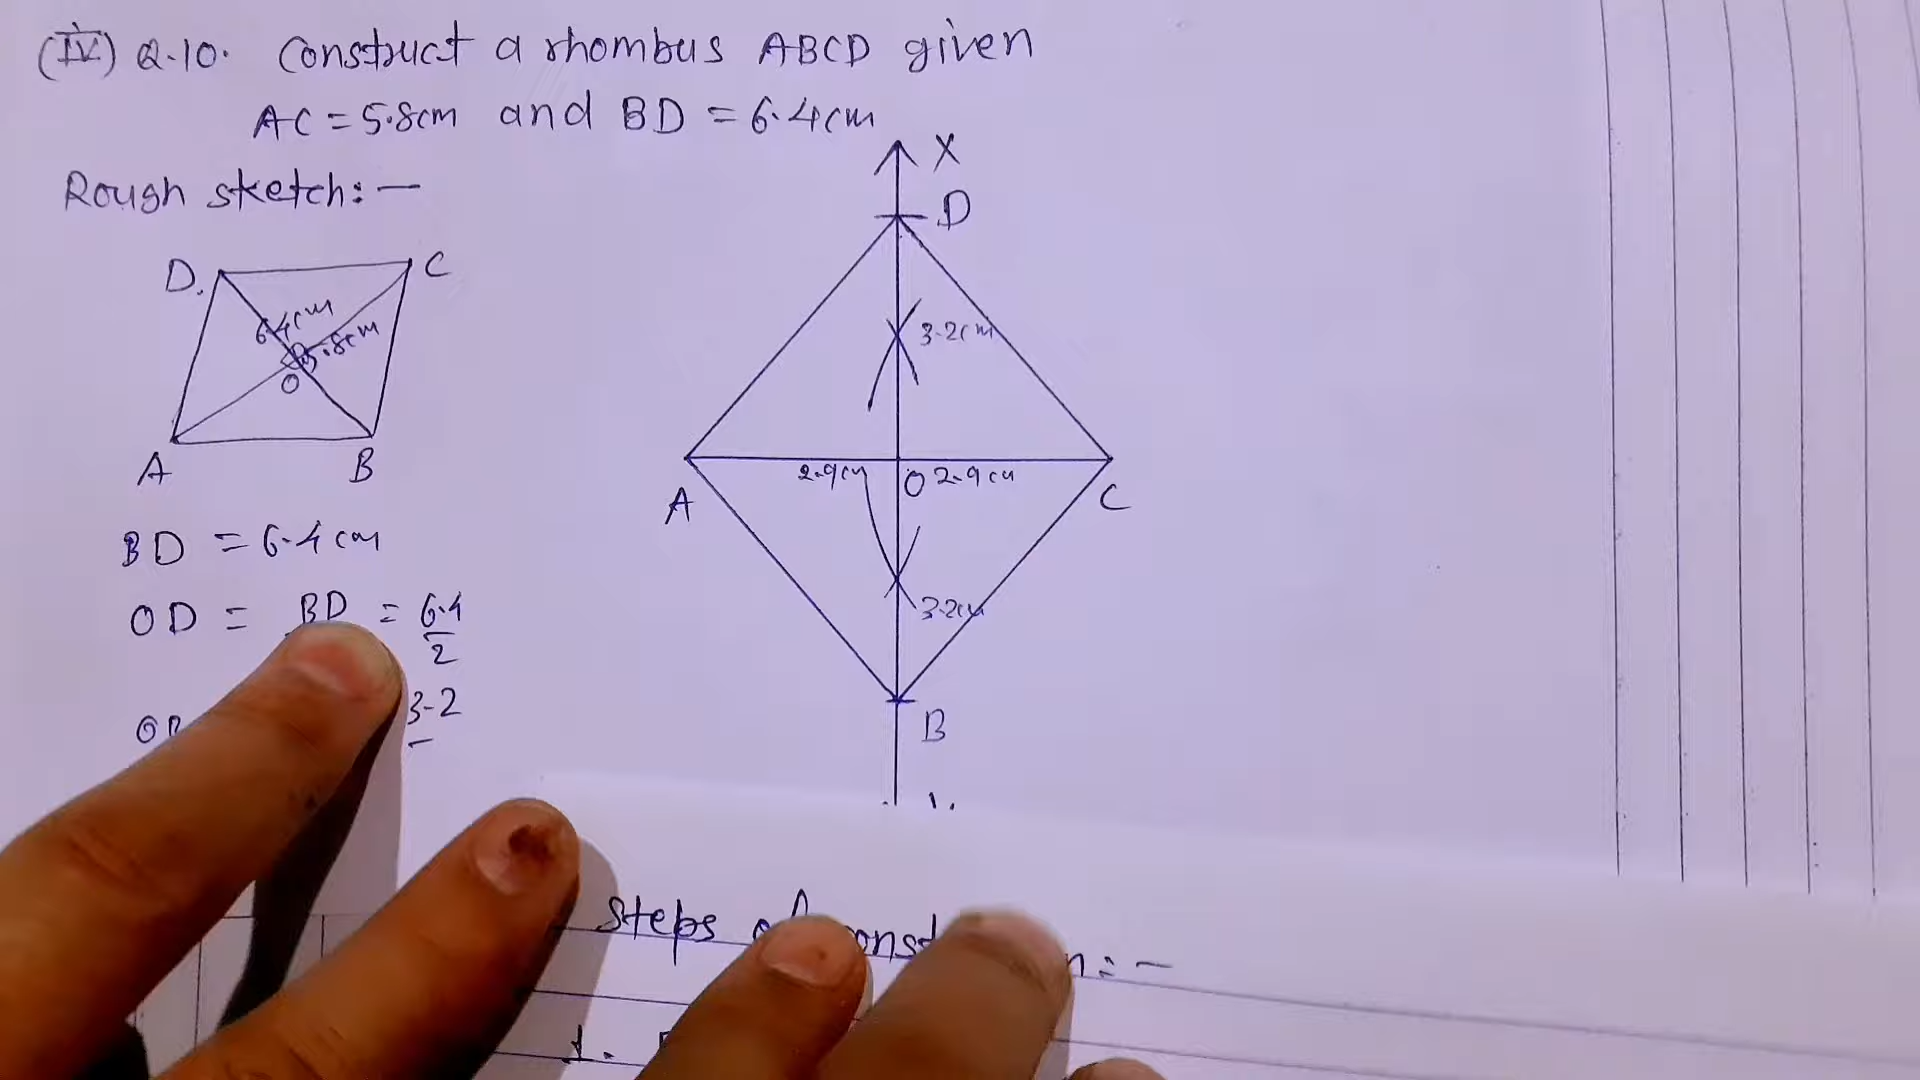 (IV) Q.10. Construct a rhombus ABCD given
AC = 5.8cm and BD = 6.4cm
Rough sketch:—
D.
C
6.4cm
5.8cm
O
A
B
BD = 6.4 cm
OD = BD = 6.4
2
3.2
X
D
3.2cm
2.9cm
O 2.9cm
A
C
3.2cm
B
steps
:—
1.